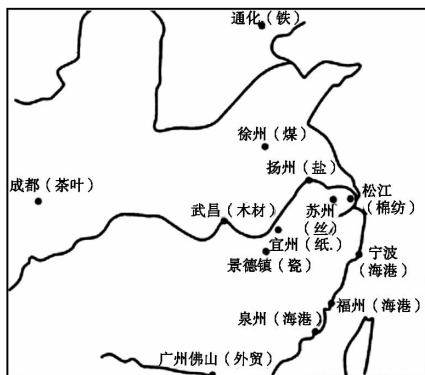 通化（铁）
徐州（煤）
扬州（盐）
成都（茶叶）
松江
（棉纺）
武昌（木材）
苏州
（丝）
宜州（纸.）
景德镇（瓷）
宁波
（海港）
福州（海港）
泉州（海港）
广州佛山（外贸）